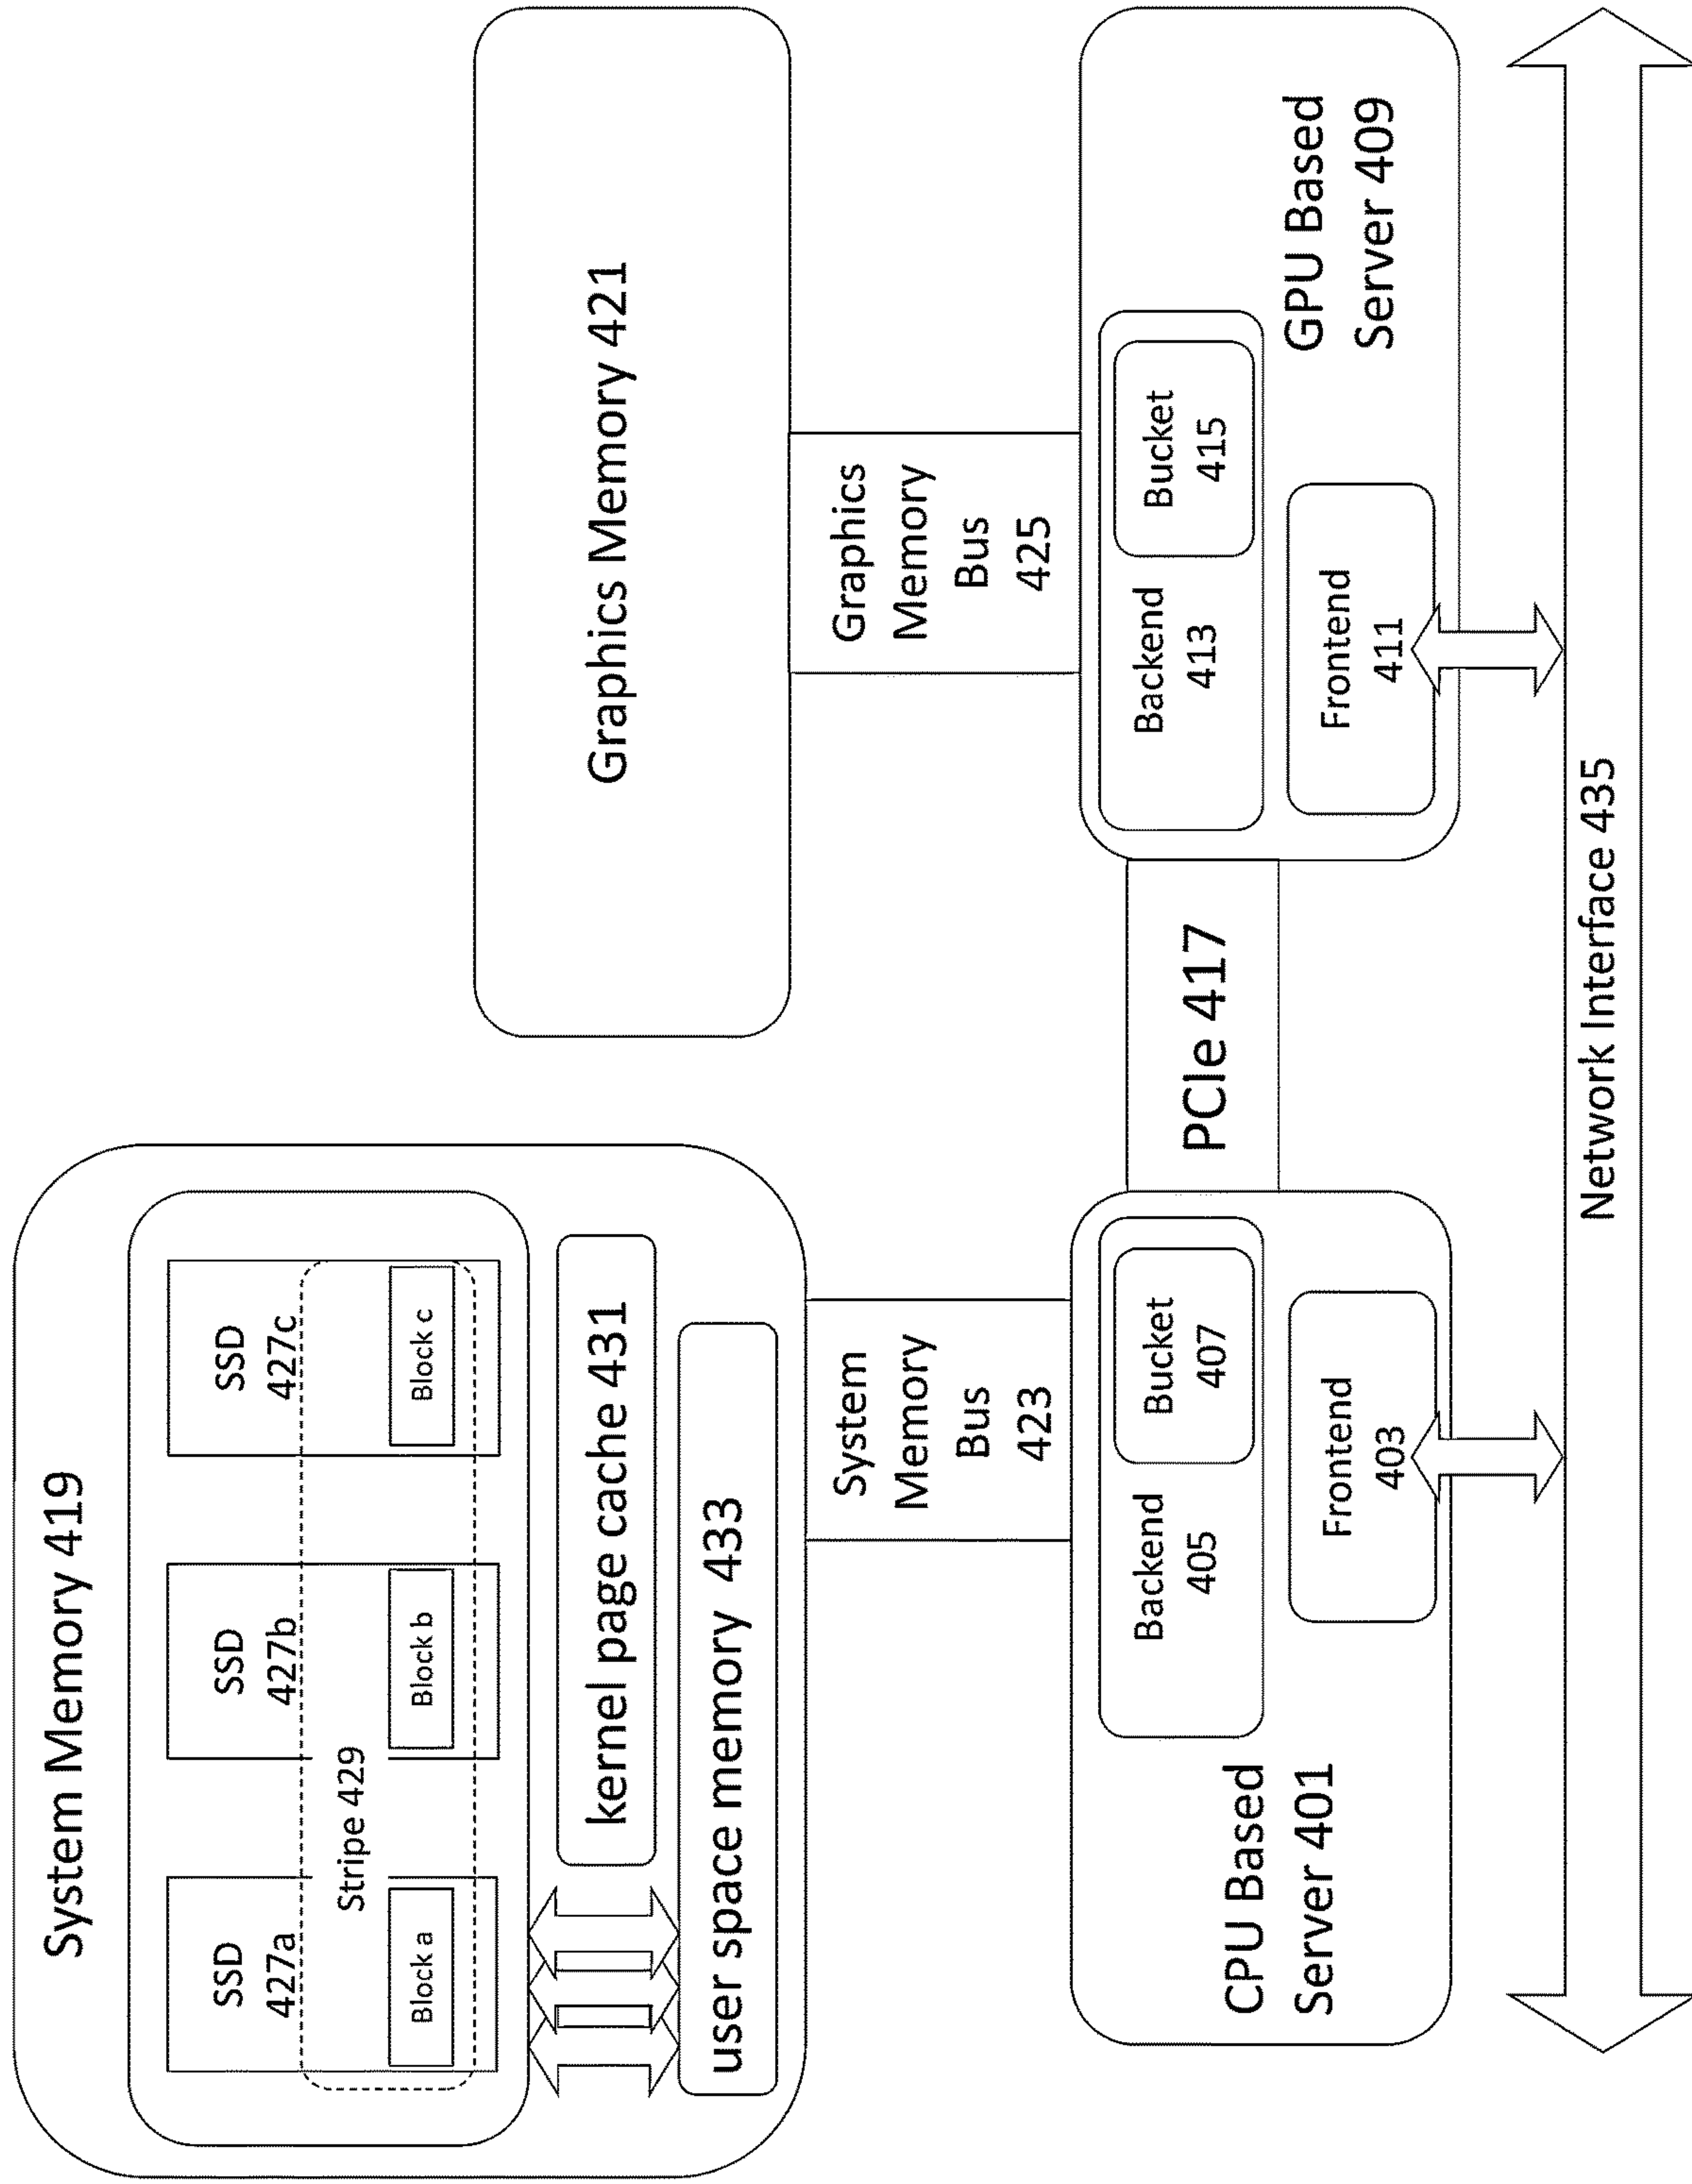 System Memory 419
SSD
427a
SSD
427b
SSD
427c
Stripe 429
Block a
Block b
Block c
kernel page cache 431
user space memory 433
Graphics Memory 421
System
Memory
Bus
423
Graphics
Memory
Bus
425
CPU Based
Server 401
Backend
405
Bucket
407
Frontend
403
PCIe 417
Backend
413
Bucket
415
Frontend
411
GPU Based
Server 409
Network Interface 435